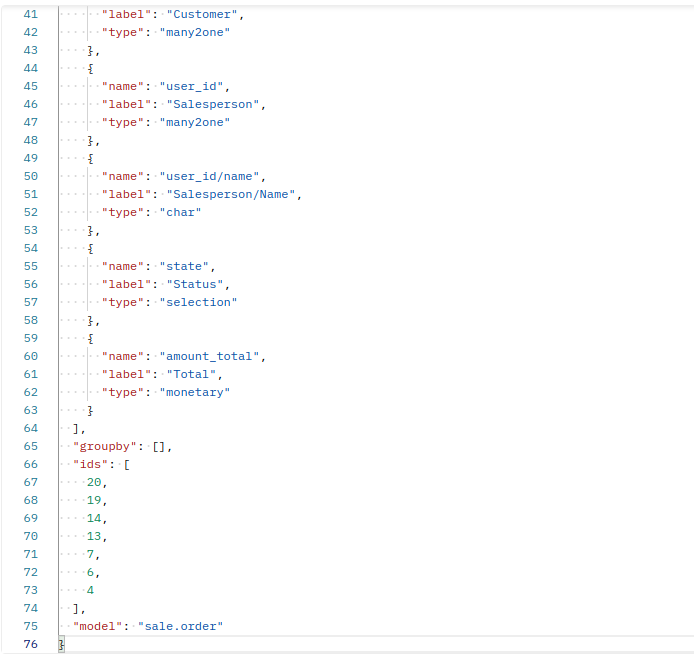 41 "label": "Customer",
42 "type": "many2one"
43 },
44 {
45 "name": "user_id",
46 "label": "Salesperson",
47 "type": "many2one"
48 },
49 {
50 "name": "user_id/name",
51 "label": "Salesperson/Name",
52 "type": "char"
53 },
54 {
55 "name": "state",
56 "label": "Status",
57 "type": "selection"
58 },
59 {
60 "name": "amount_total",
61 "label": "Total",
62 "type": "monetary"
63 }
64 ],
65 "groupby": [],
66 "ids": [
67 20,
68 19,
69 14,
70 13,
71 7,
72 6,
73 4
74 ],
75 "model": "sale.order"
76 }